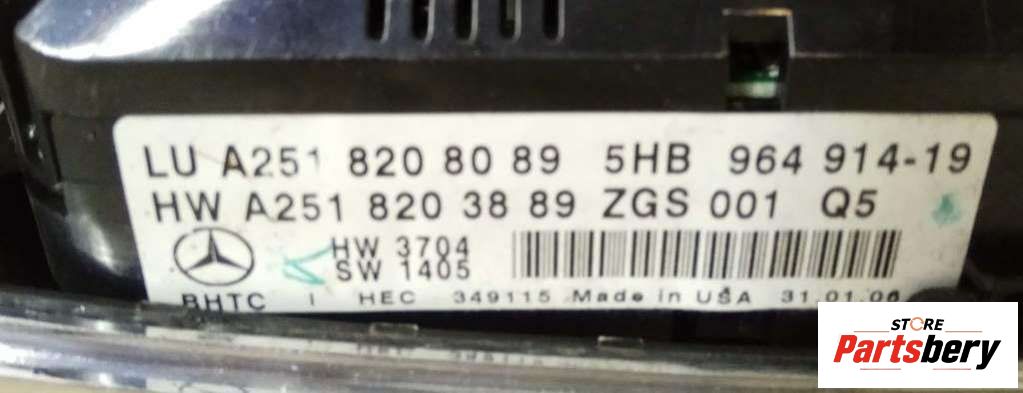 LU A251 820 80 89 5HB 964 914-19
HW A251 820 38 89 ZGS 001 Q5
HW 3704
SW 1405
BHTC I HEC 349115 Made in USA 31.01.06
STORE
Partsbery